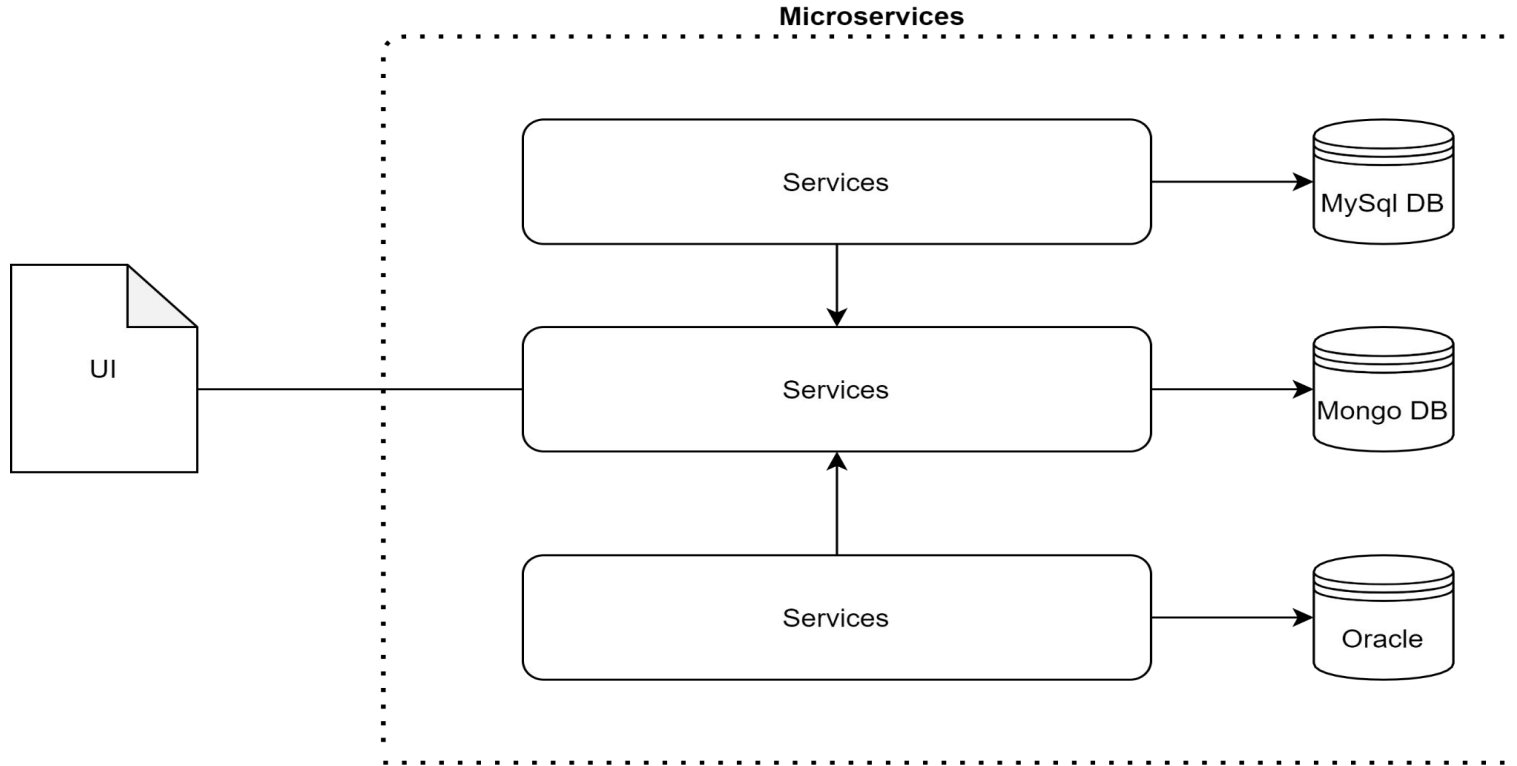 Microservices
Services
MySql DB
UI
Services
Mongo DB
Services
Oracle